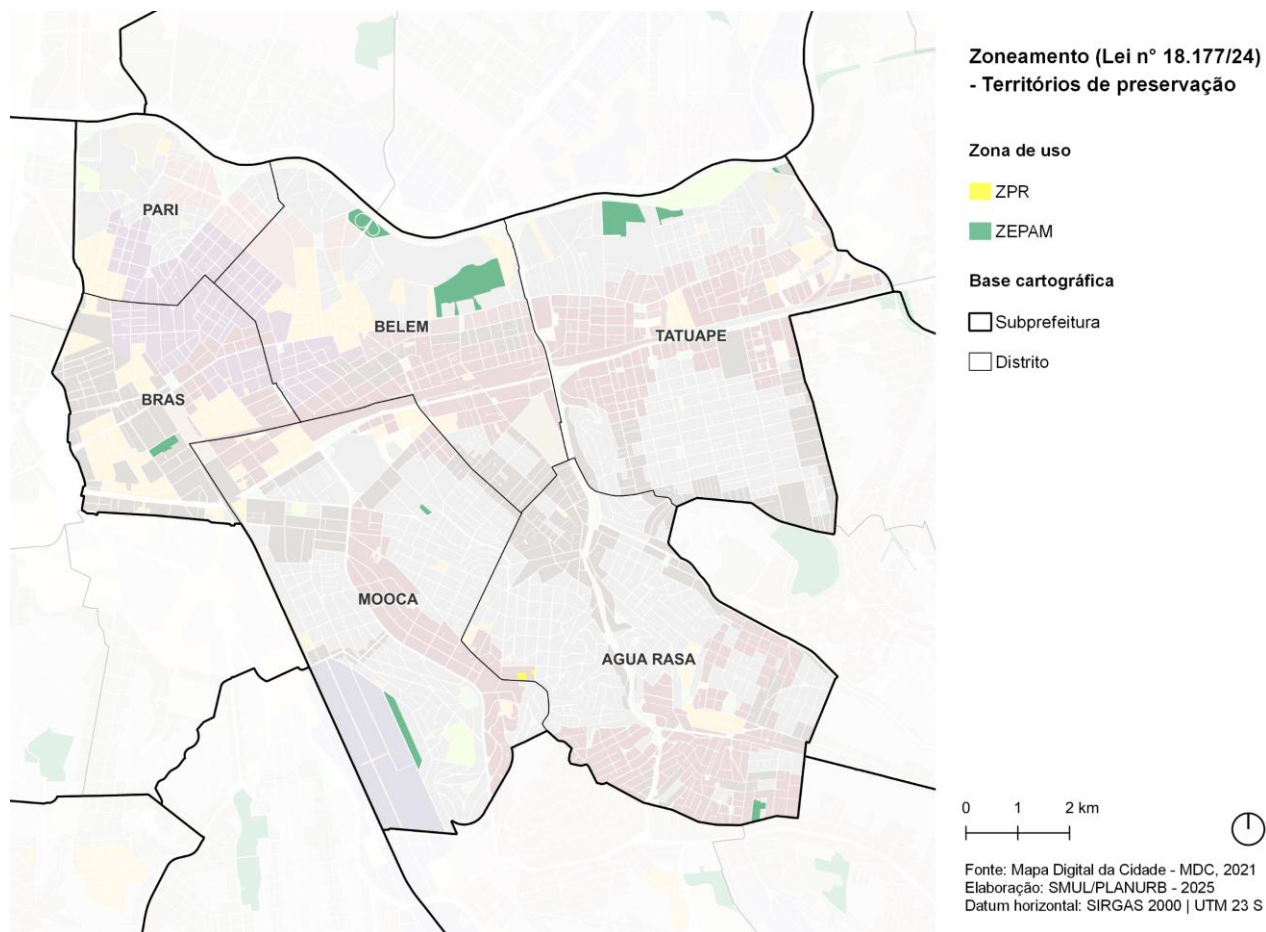 Zoneamento (Lei n° 18.177/24)
- Territórios de preservação
Zona de uso
ZPR
ZEPAM
Base cartográfica
Subprefeitura
Distrito
PARI
BELEM
TATUAPE
BRAS
MOOCA
AGUA RASA
0 1 2 km
Fonte: Mapa Digital da Cidade - MDC, 2021
Elaboração: SMUL/PLANURB - 2025
Datum horizontal: SIRGAS 2000 | UTM 23 S